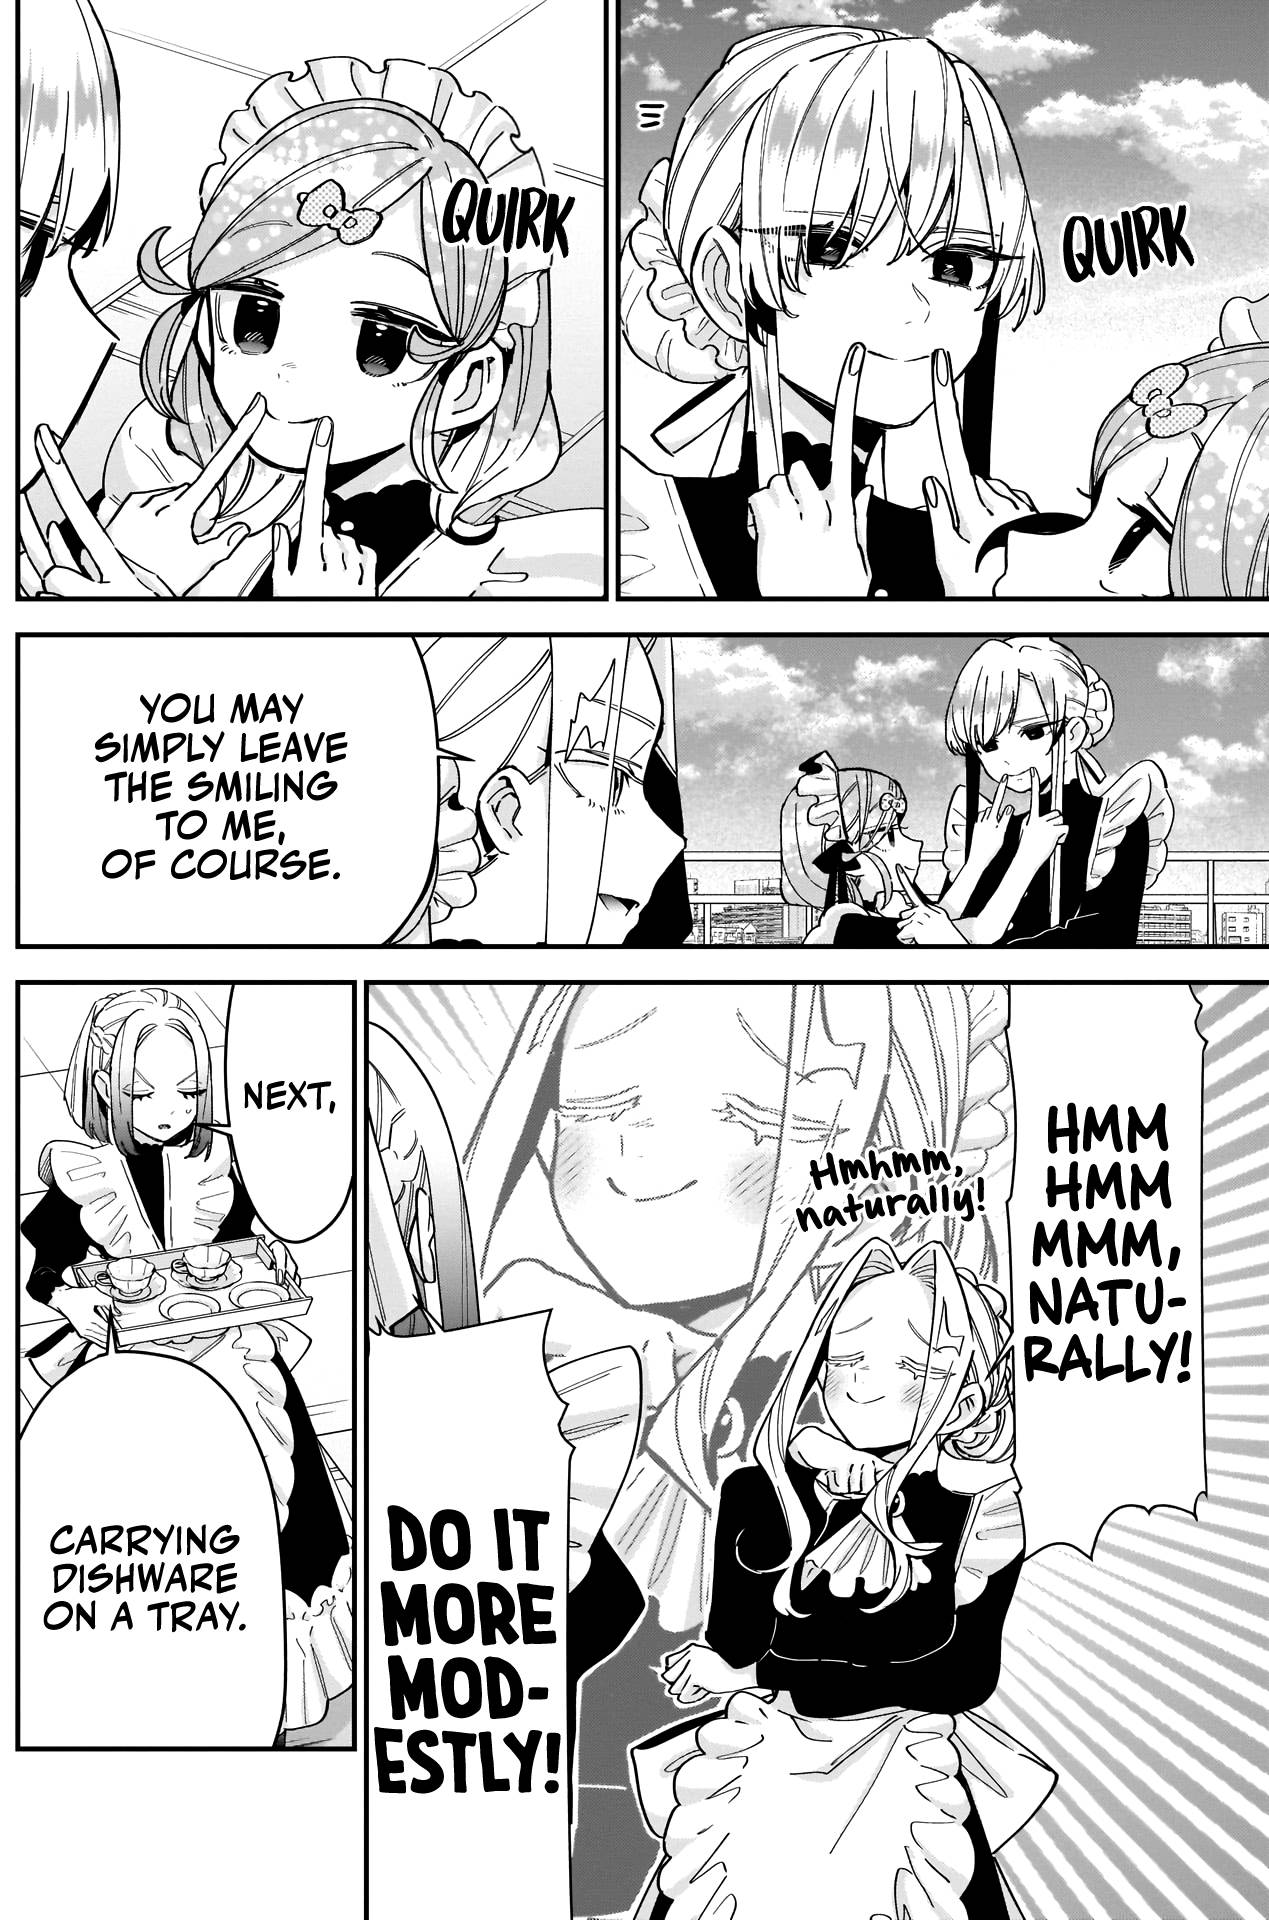 QUIRK
QUIRK
YOU MAY
SIMPLY LEAVE
THE SMILING
TO ME,
OF COURSE.
HMM
HMM
MMM,
NATU-
RALLY!
Hmhmm,
naturally!
DO IT
MORE
MOD-
ESTLY!
NEXT,
CARRYING
DISHWARE
ON A TRAY.